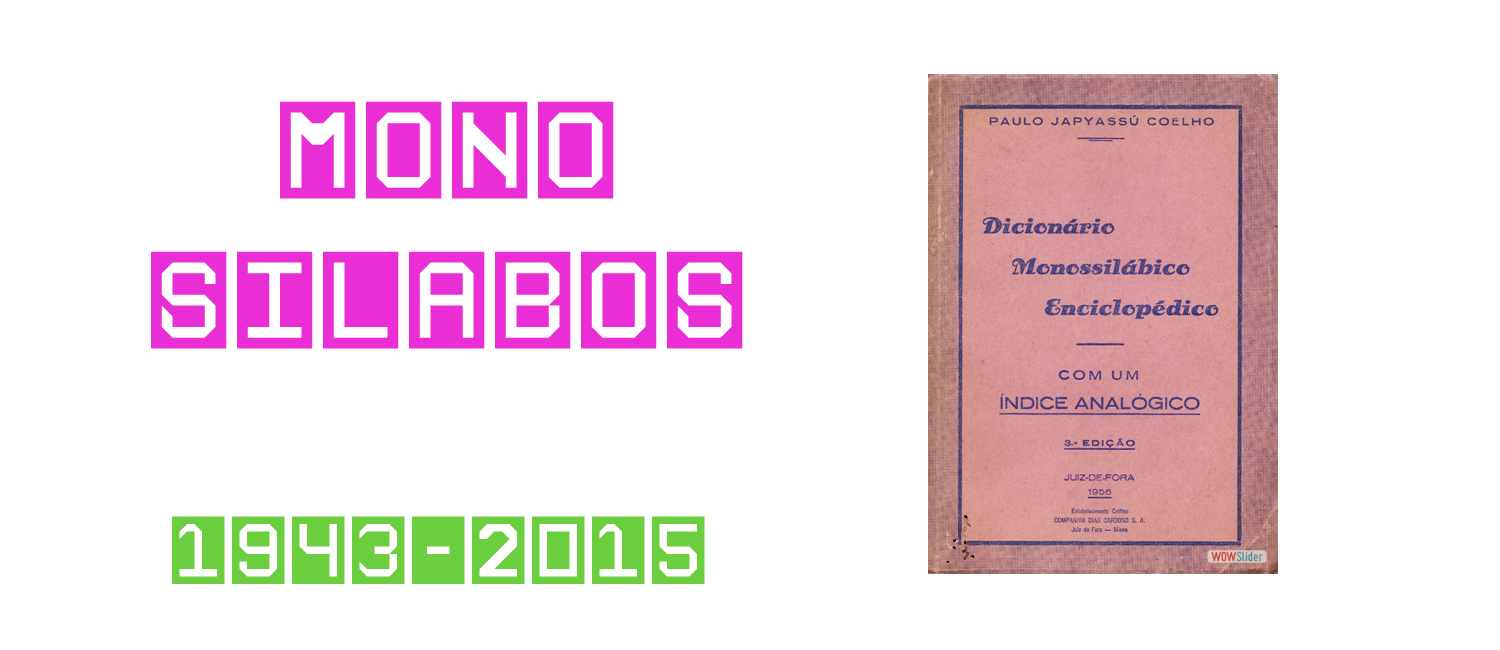 MONO
SILABOS
1943-2015
PAULO JAPYASSÚ COELHO
Dicionário
Monossilábico
Enciclopédico
COM UM
ÍNDICE ANALÓGICO
3.ª EDIÇÃO
JUIZ-DE-FORA
1956
Estabelecimento Gráfico
COMPANHIA DIAS CARDOSO S. A.
Juiz de Fora — Minas
WOWSlider